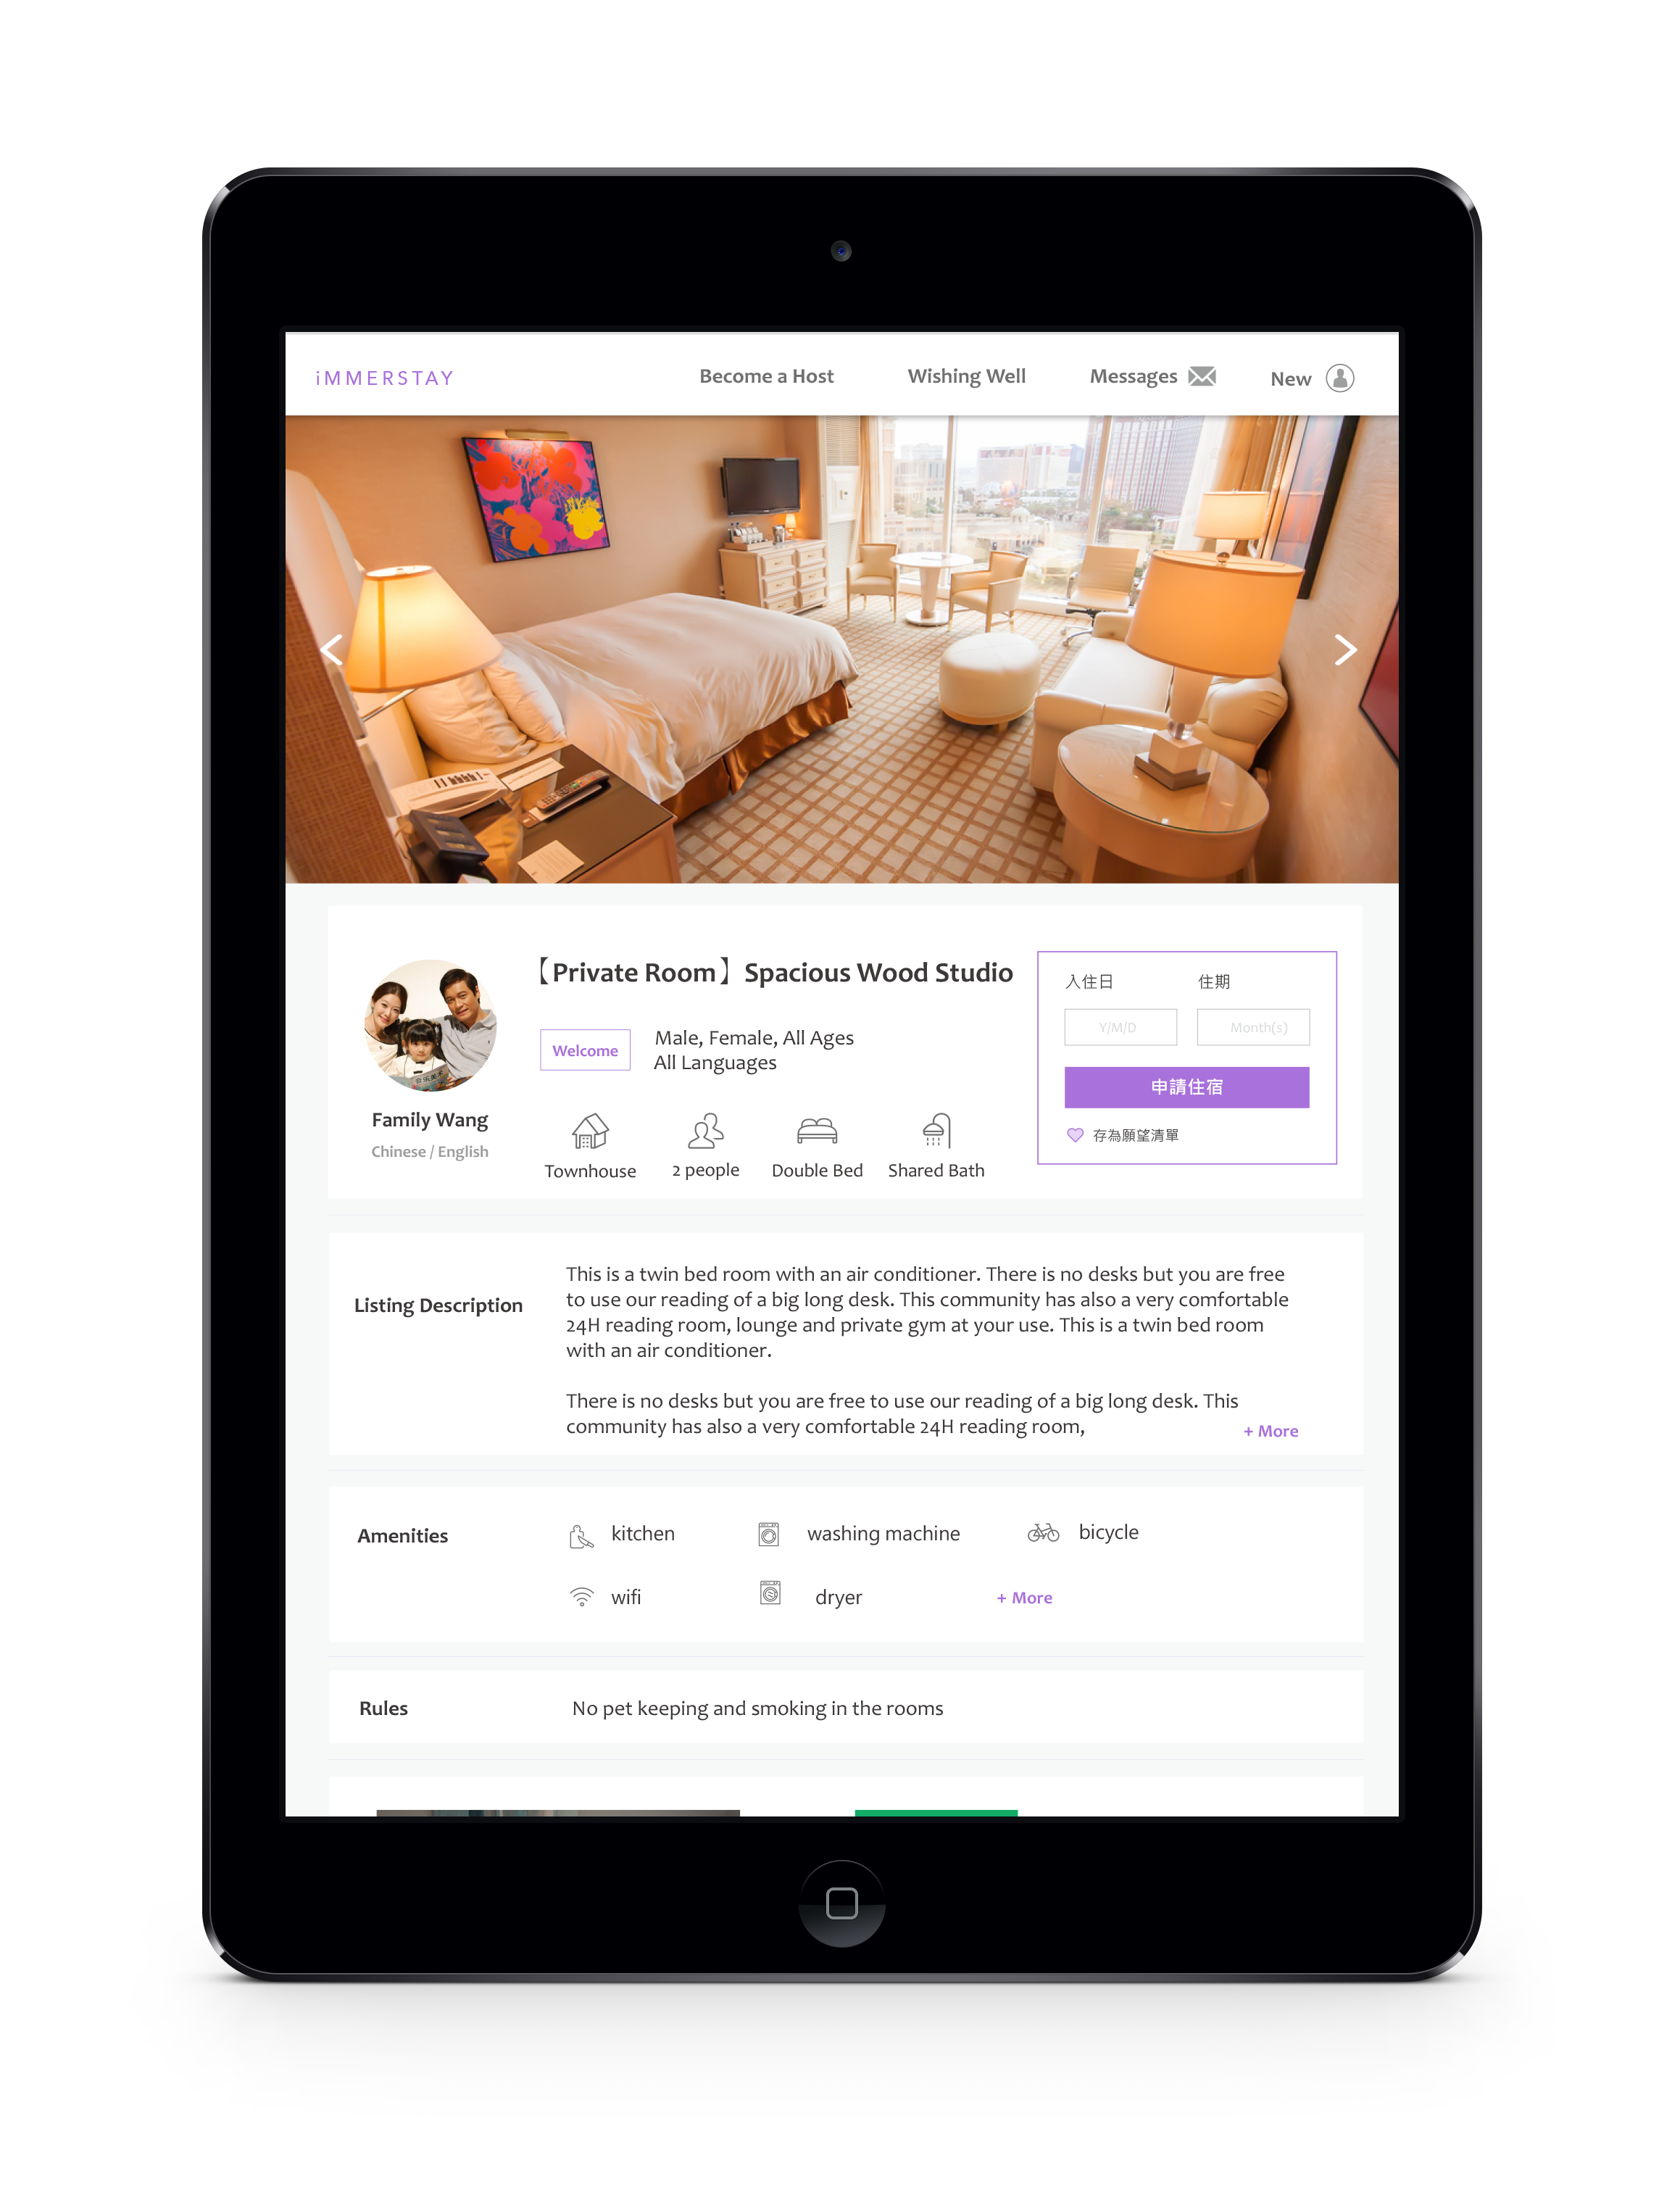 iMMERSTAY
Become a Host
Wishing Well
Messages
New
【Private Room】Spacious Wood Studio
Welcome
Male, Female, All Ages
All Languages
Family Wang
Chinese / English
Townhouse
2 people
Double Bed
Shared Bath
入住日
住期
Y/M/D
Month(s)
申請住宿
存為願望清單
Listing Description
This is a twin bed room with an air conditioner. There is no desks but you are free
to use our reading of a big long desk. This community has also a very comfortable
24H reading room, lounge and private gym at your use. This is a twin bed room
with an air conditioner.
There is no desks but you are free to use our reading of a big long desk. This
community has also a very comfortable 24H reading room,
+ More
Amenities
kitchen
washing machine
bicycle
wifi
dryer
+ More
Rules
No pet keeping and smoking in the rooms